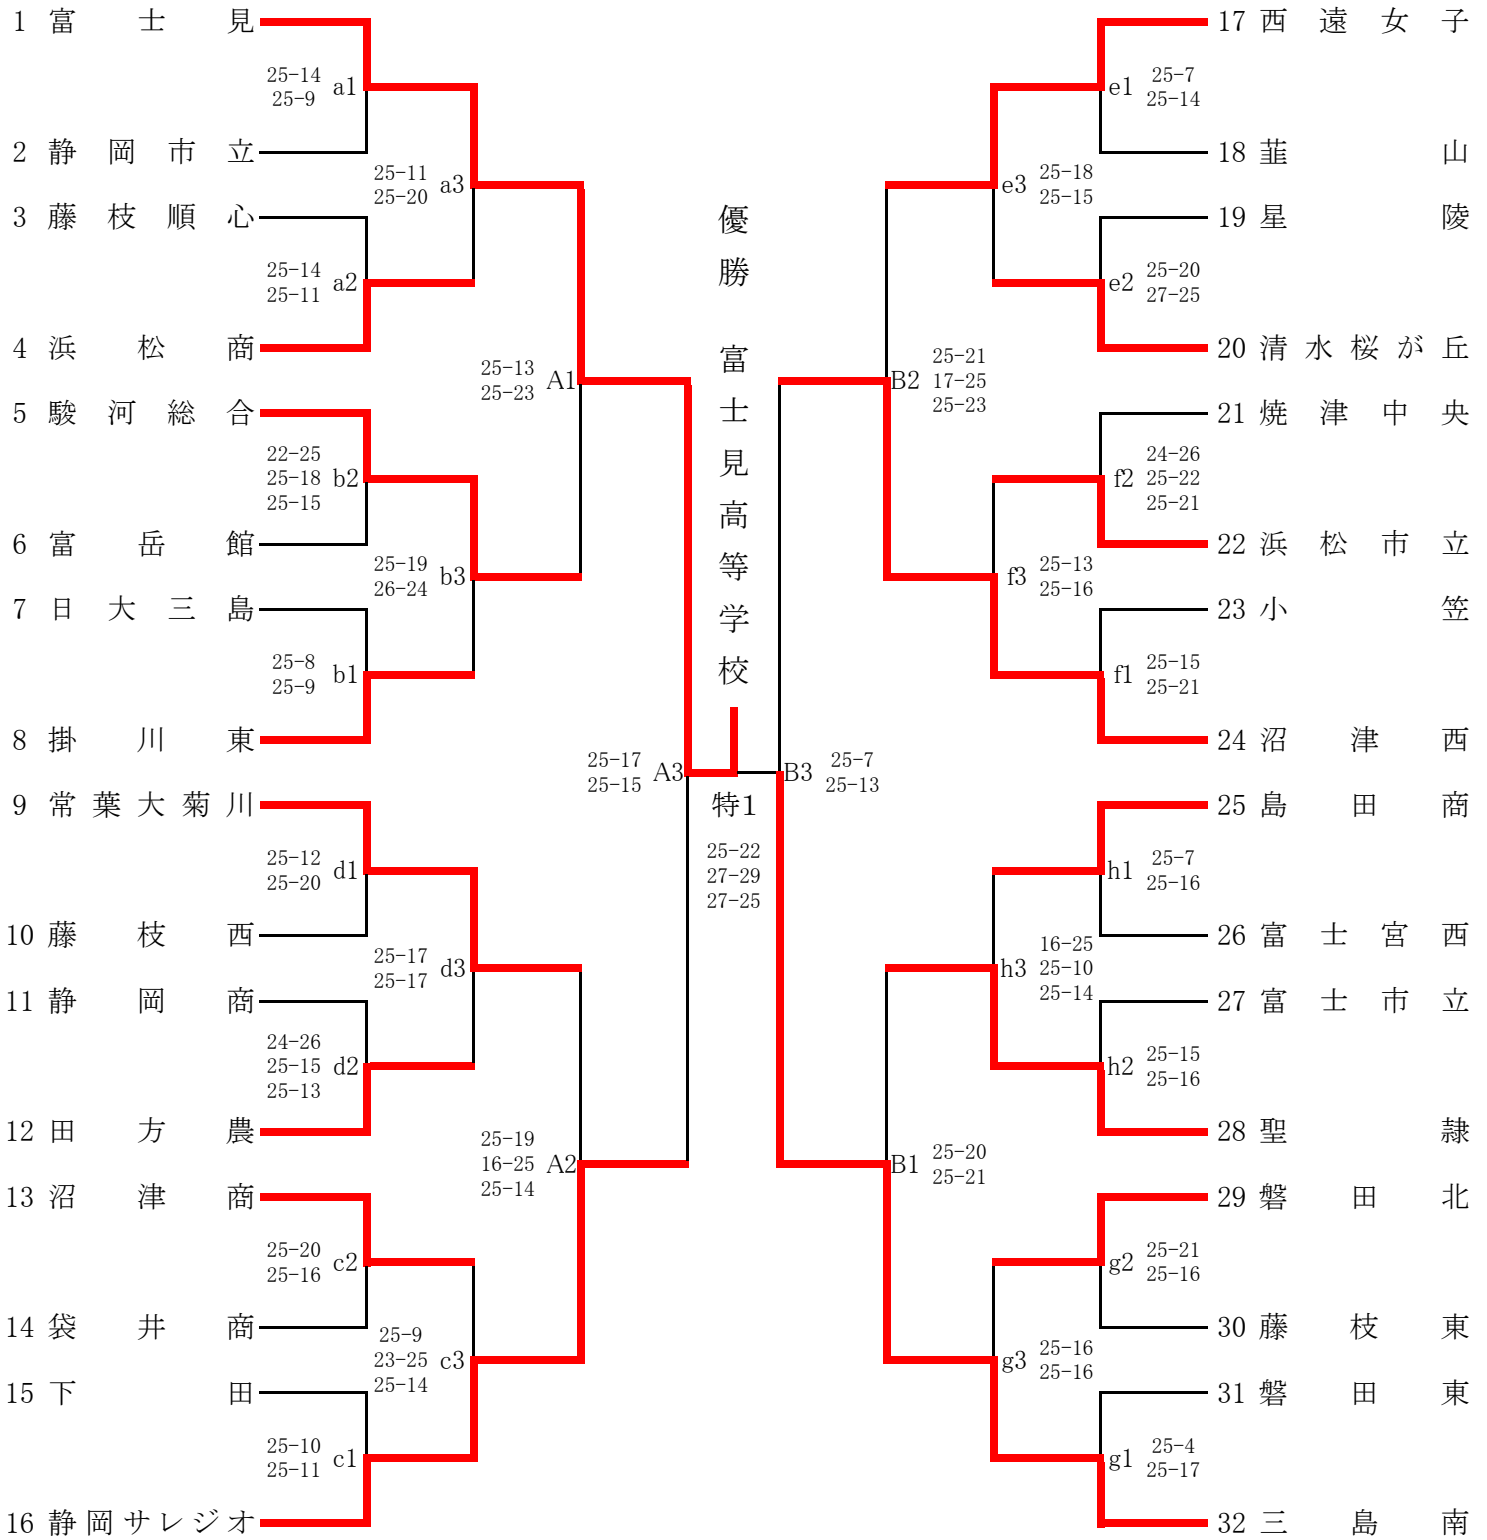 1 富士見
25-14
25-9
a1
2 静岡市立
25-11
25-20
a3
3 藤枝順心
25-14
25-11
a2
4 浜松商
25-13
25-23
A1
5 駿河総合
22-25
25-18
25-15
b2
6 富岳館
25-19
26-24
b3
7 日大三島
25-8
25-9
b1
8 掛川東
25-17
25-15
A3
9 常葉大菊川
25-12
25-20
d1
10 藤枝西
25-17
25-17
d3
11 静岡商
24-26
25-15
25-13
d2
12 田方農
25-19
16-25
25-14
A2
13 沼津商
25-20
25-16
c2
14 袋井商
25-9
23-25
25-14
c3
15 下田
25-10
25-11
c1
16 静岡サレジオ
優勝 富士見高等学校
特1
25-22
27-29
27-25
17 西遠女子
e1
25-7
25-14
18 韮山
e3
25-18
25-15
19 星陵
e2
25-20
27-25
20 清水桜が丘
B2
25-21
17-25
25-23
21 焼津中央
f2
24-26
25-22
25-21
22 浜松市立
f3
25-13
25-16
23 小笠
f1
25-15
25-21
24 沼津西
B3
25-7
25-13
25 島田商
h1
25-7
25-16
26 富士宮西
h3
16-25
25-10
25-14
27 富士市立
h2
25-15
25-16
28 聖隷
B1
25-20
25-21
29 磐田北
g2
25-21
25-16
30 藤枝東
g3
25-16
25-16
31 磐田東
g1
25-4
25-17
32 三島南